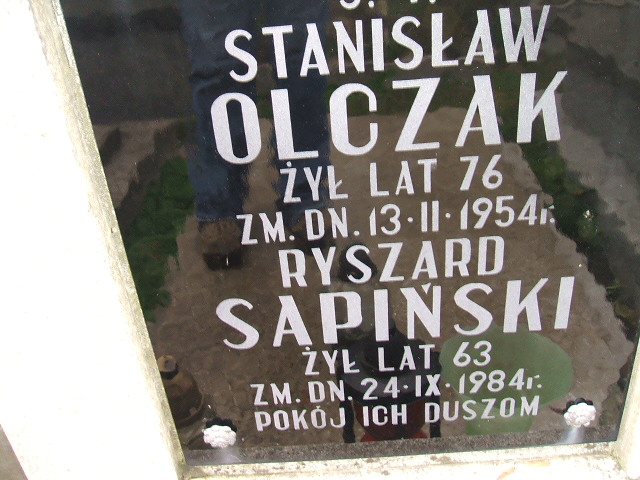 Ś. P.
STANISŁAW
OLCZAK
ŻYŁ LAT 76
ZM. DN. 13·II·1954r.
RYSZARD
SAPIŃSKI
ŻYŁ LAT 63
ZM. DN. 24·IX·1984r.
POKÓJ ICH DUSZOM